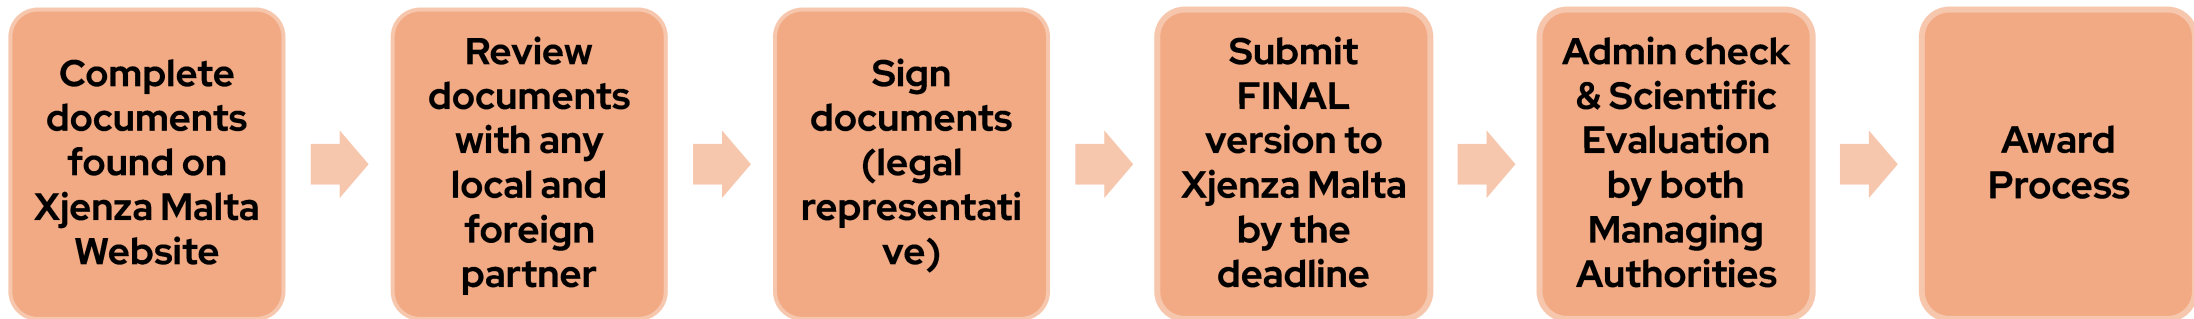 Complete
documents
found on
Xjenza Malta
Website
Review
documents
with any
local and
foreign
partner
Sign
documents
(legal
representati
ve)
Submit
FINAL
version to
Xjenza Malta
by the
deadline
Admin check
& Scientific
Evaluation
by both
Managing
Authorities
Award
Process